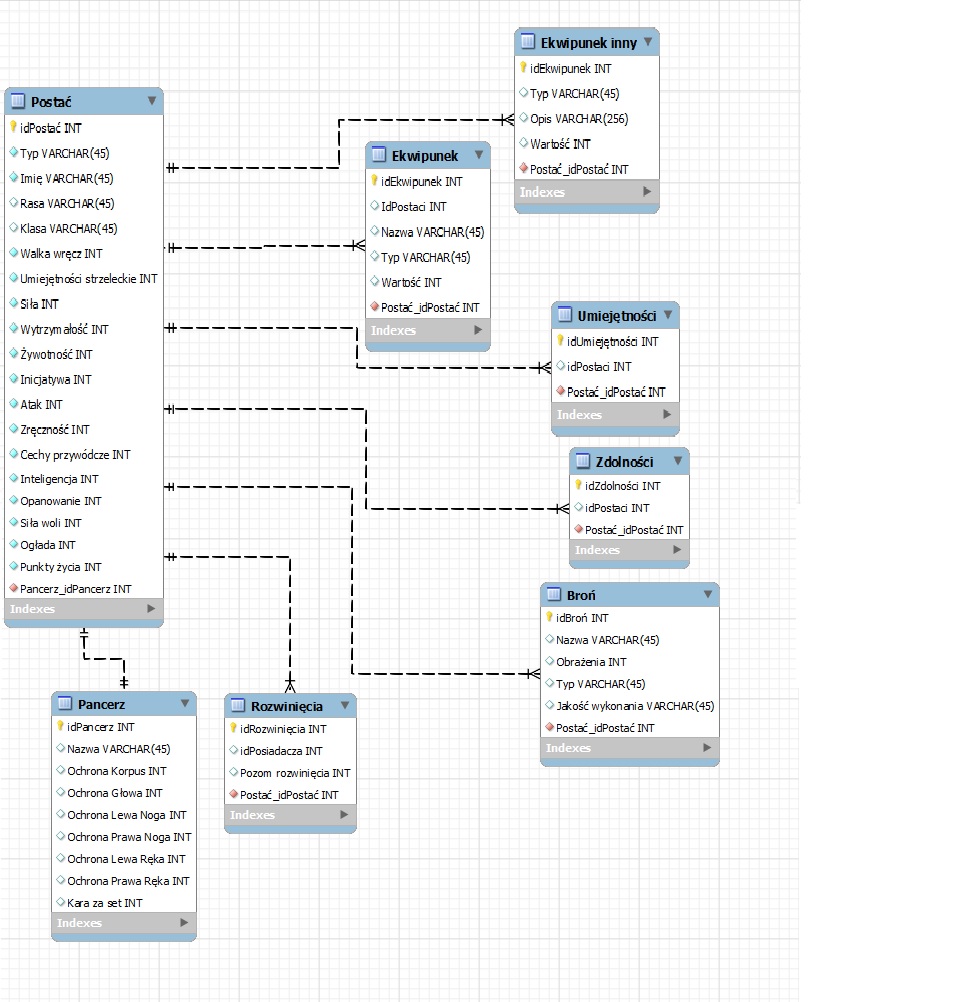 Postać
idPostać INT
Typ VARCHAR(45)
Imię VARCHAR(45)
Rasa VARCHAR(45)
Klasa VARCHAR(45)
Walka wręcz INT
Umiejętności strzeleckie INT
Siła INT
Wytrzymałość INT
Żywotność INT
Inicjatywa INT
Atak INT
Zręczność INT
Cechy przywódcze INT
Inteligencja INT
Opanowanie INT
Siła woli INT
Ogłada INT
Punkty życia INT
Pancerz_idPancerz INT
Indexes
Ekwipunek inny
idEkwipunek INT
Typ VARCHAR(45)
Opis VARCHAR(256)
Wartość INT
Postać_idPostać INT
Indexes
Ekwipunek
idEkwipunek INT
IdPostaci INT
Nazwa VARCHAR(45)
Typ VARCHAR(45)
Wartość INT
Postać_idPostać INT
Indexes
Umiejętności
idUmiejętności INT
idPostaci INT
Postać_idPostać INT
Indexes
Zdolności
idZdolności INT
idPostaci INT
Postać_idPostać INT
Indexes
Broń
idBroń INT
Nazwa VARCHAR(45)
Obrażenia INT
Typ VARCHAR(45)
Jakość wykonania VARCHAR(45)
Postać_idPostać INT
Indexes
Pancerz
idPancerz INT
Nazwa VARCHAR(45)
Ochrona Korpus INT
Ochrona Głowa INT
Ochrona Lewa Noga INT
Ochrona Prawa Noga INT
Ochrona Lewa Ręka INT
Ochrona Prawa Ręka INT
Kara za set INT
Indexes
Rozwinięcia
idRozwinięcia INT
idPosiadacza INT
Pozom rozwinięcia INT
Postać_idPostać INT
Indexes